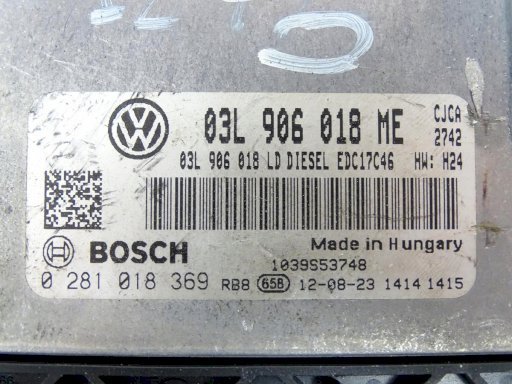 03L 906 018 ME CJCA
2742
03L 906 018 LD DIESEL EDC17C46 HW: H24
BOSCH Made in Hungary
1039S53748
0 281 018 369 RB8 65B 12-08-23 1414 1415